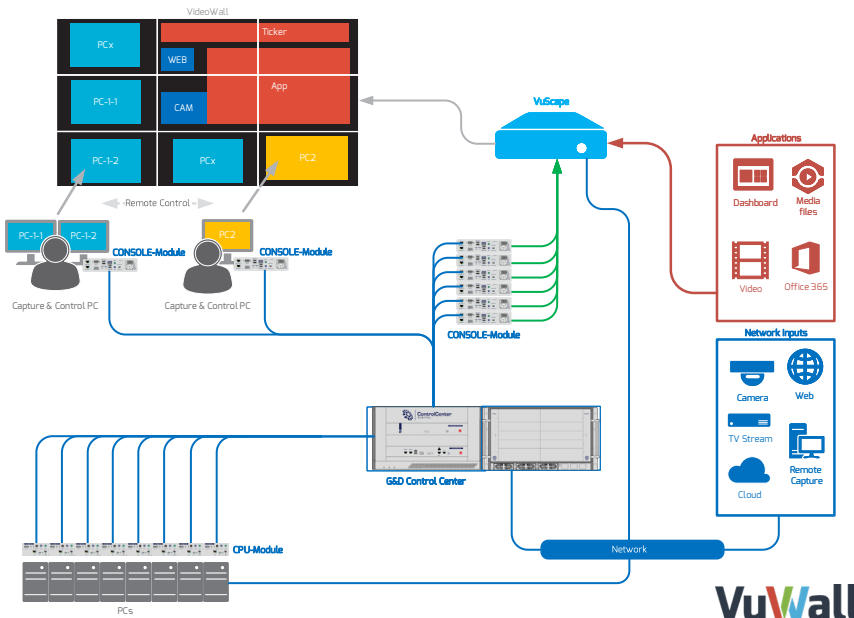 VideoWall
PCx
Ticker
WEB
App
PC-1-1
CAM
PC-1-2
PCx
PC2
Remote Control
PC-1-1
PC-1-2
CONSOLE-Module
Capture & Control PC
PC2
CONSOLE-Module
Capture & Control PC
VuScape
CONSOLE-Module
Applications
Dashboard
Media
files
Video
Office 365
Network Inputs
Camera
Web
TV Stream
Remote
Capture
Cloud
ControlCenter
G&D Control Center
CPU-Module
PCs
Network
VuWall